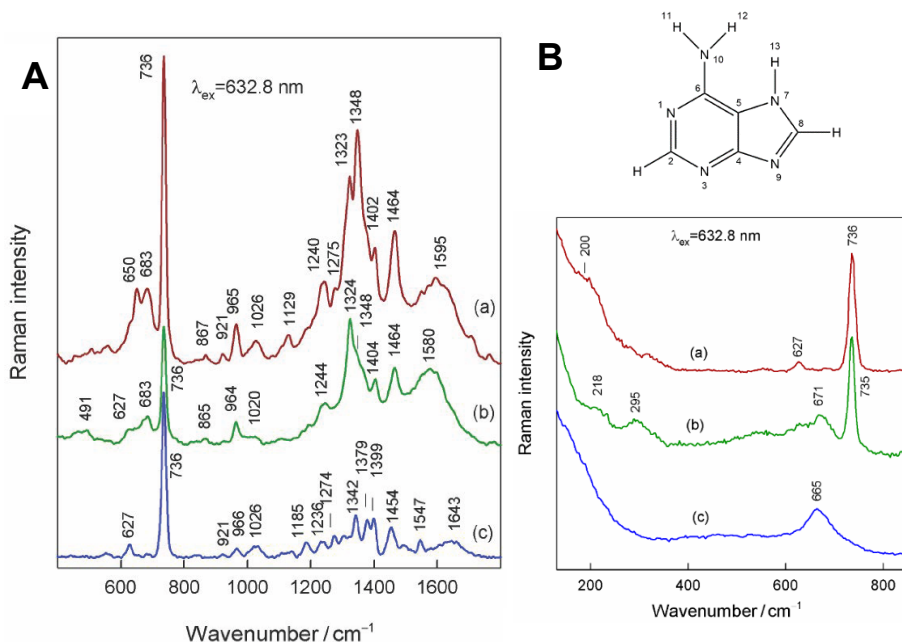 A
λex=632.8 nm
Raman intensity
736
650
683
867
921
965
1026
1129
1240
1275
1323
1348
1402
1464
1595
(a)
491
627
683
736
865
964
1020
1244
1324
1348
1404
1464
1580
(b)
627
736
921
966
1026
1185
1236
1274
1342
1379
1399
1454
1547
1643
(c)
600 800 1000 1200 1400 1600
Wavenumber / cm⁻¹
B
11 12
H H
N 10
13
H
6 5 N 7
1 N
8 H
H 2 N 3 4 N 9
λex=632.8 nm
Raman intensity
200
627
736
(a)
218
295
671
735
(b)
665
(c)
200 400 600 800
Wavenumber / cm⁻¹